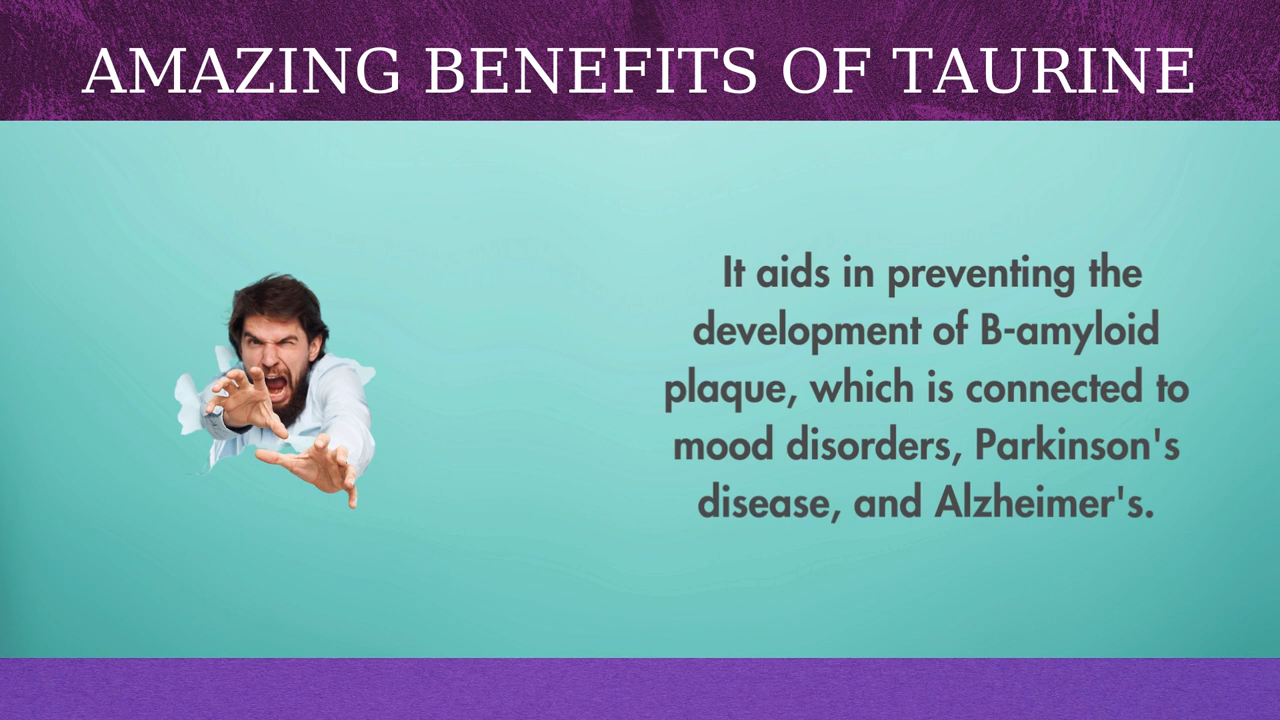 AMAZING BENEFITS OF TAURINE
It aids in preventing the
development of B-amyloid
plaque, which is connected to
mood disorders, Parkinson's
disease, and Alzheimer's.